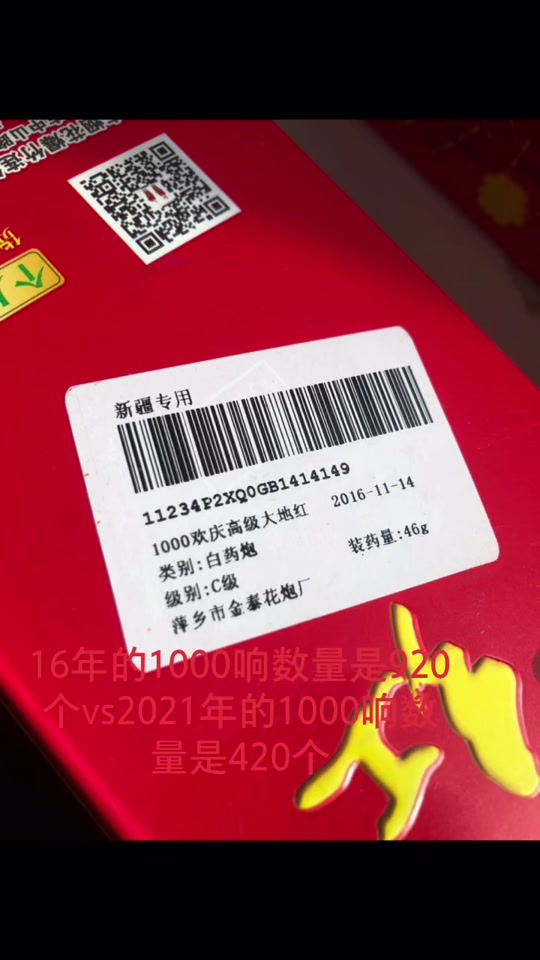 新疆专用
11234P2XQ0GB1414149
1000欢庆高级大地红 2016-11-14
类别:白药炮 装药量:46g
级别:C级
萍乡市金泰花炮厂
16年的1000响数量是920
个vs2021年的1000响数
量是420个